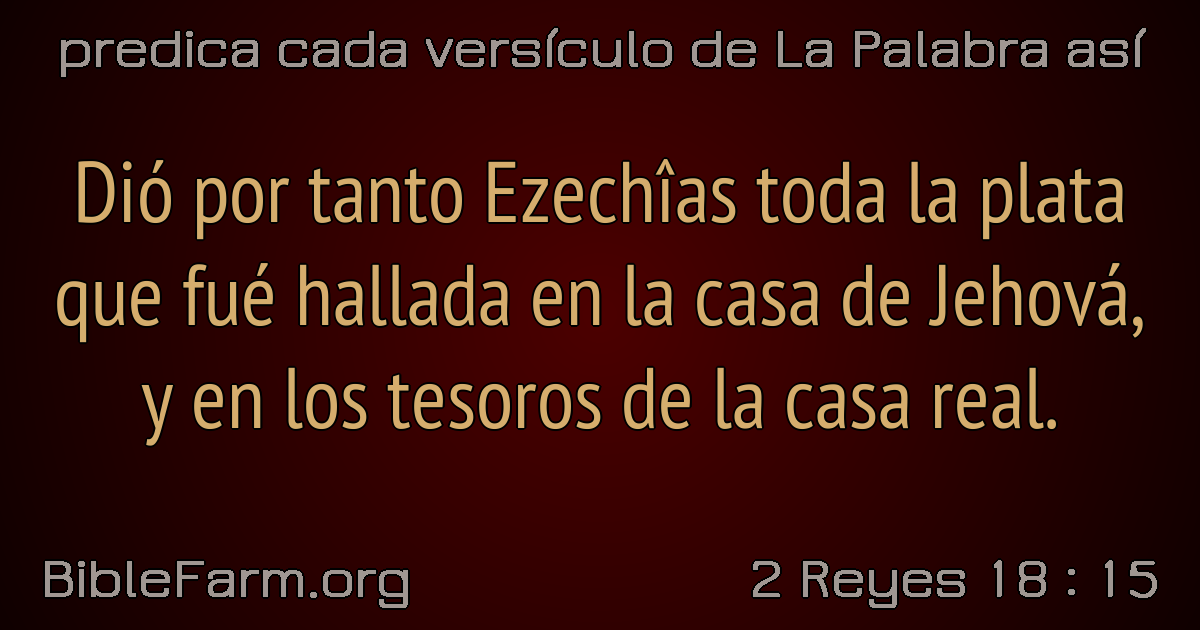 predica cada versículo de La Palabra así
Dió por tanto Ezechîas toda la plata
que fué hallada en la casa de Jehová,
y en los tesoros de la casa real.
BibleFarm.org
2 Reyes 18 : 15